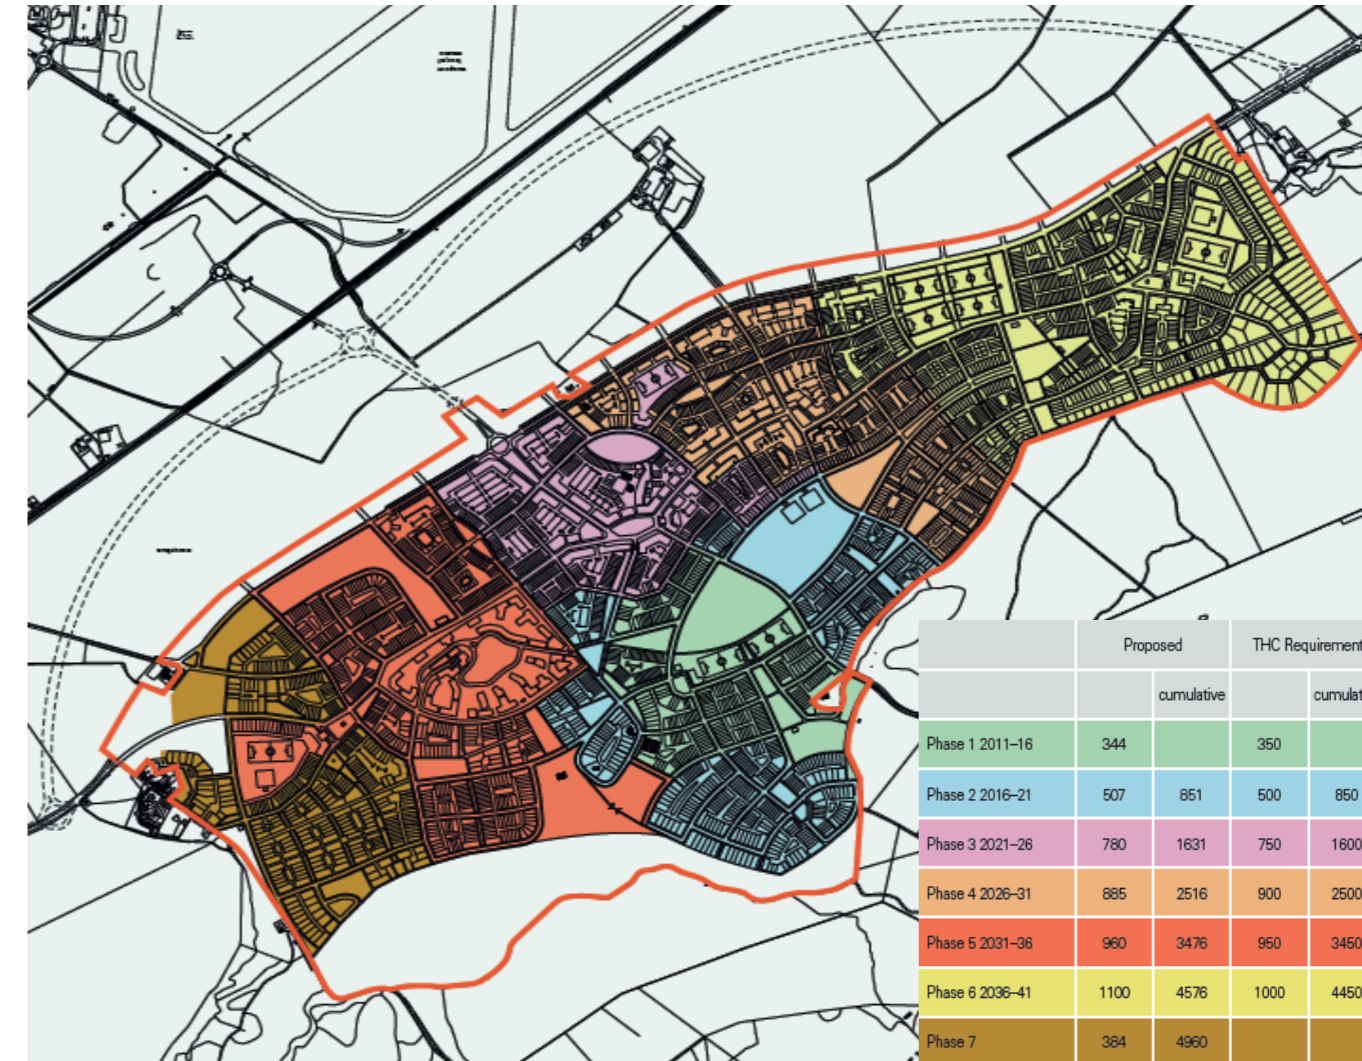 Proposed THC Requirement
cumulative cumulat
Phase 1 2011–16 344 350
Phase 2 2016–21 507 851 500 850
Phase 3 2021–26 780 1631 750 1600
Phase 4 2026–31 885 2516 900 2500
Phase 5 2031–36 960 3476 950 3450
Phase 6 2036–41 1100 4576 1000 4450
Phase 7 384 4960